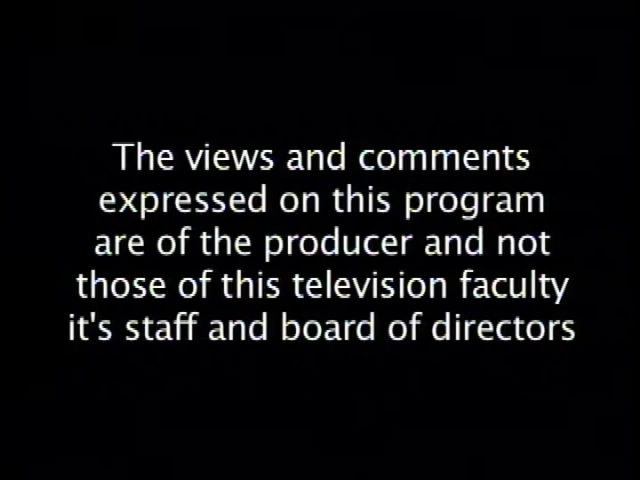 The views and comments
expressed on this program
are of the producer and not
those of this television faculty
it's staff and board of directors